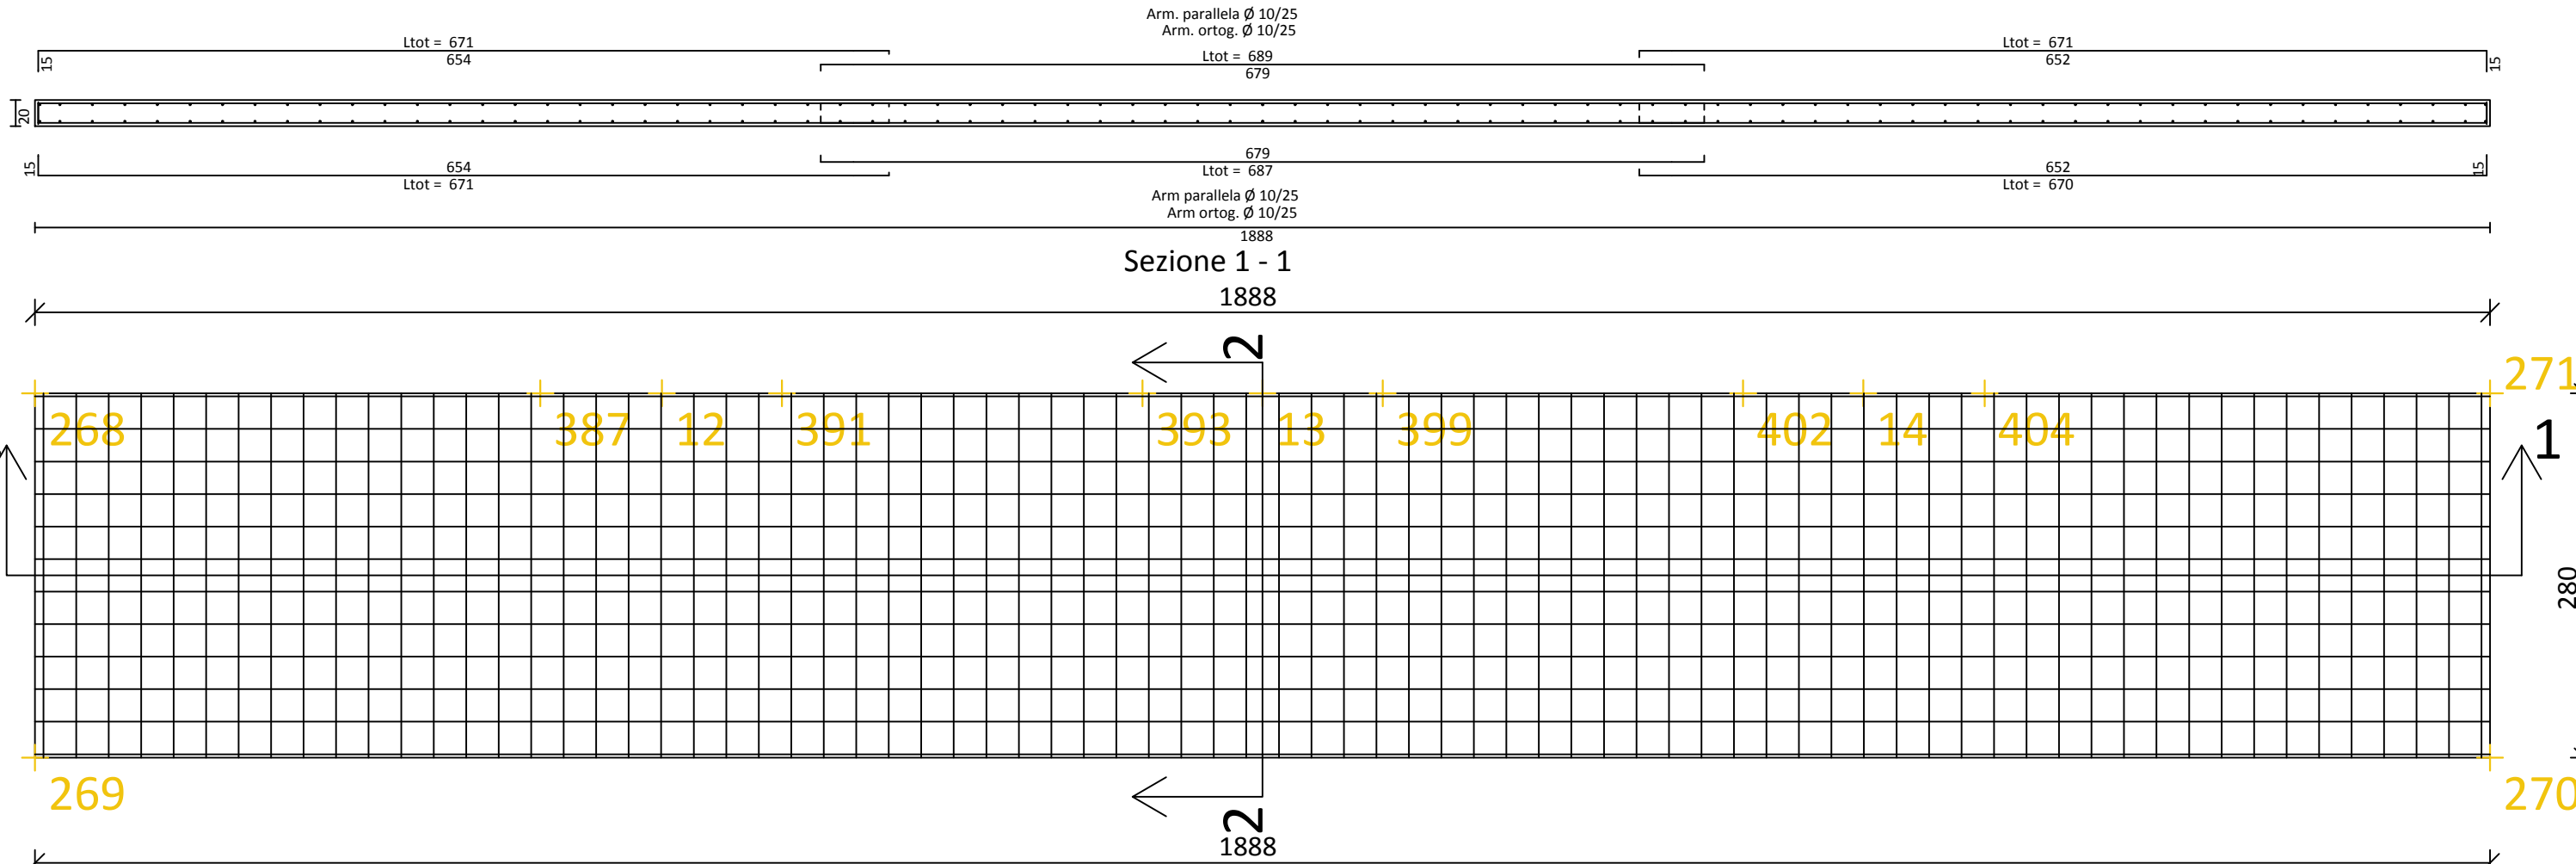 Arm. parallela Ø 10/25
Arm. ortog. Ø 10/25
Ltot = 671
654
15
Ltot = 689
679
Ltot = 671
652
15
20
15
654
Ltot = 671
679
Ltot = 687
652
Ltot = 670
15
Arm parallela Ø 10/25
Arm ortog. Ø 10/25
1888
Sezione 1 - 1
1888
2
271
268
387
12
391
393
13
399
402
14
404
1
280
269
270
2
1888